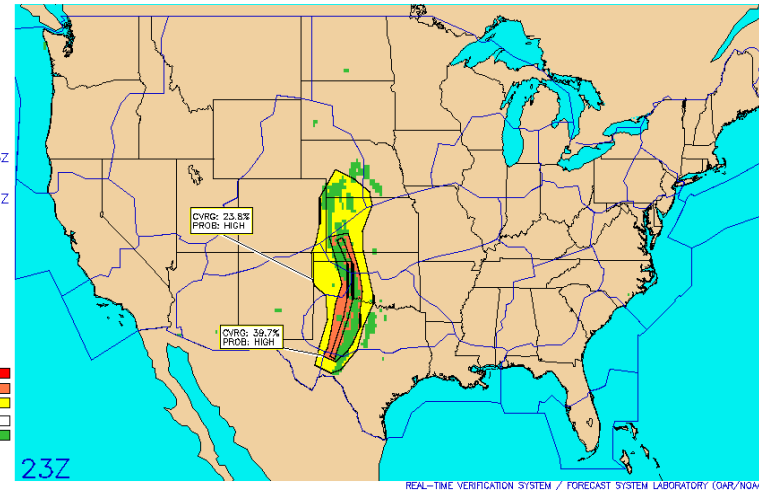 Z
Z
CVRG: 23.8%
PROB: HIGH
CVRG: 39.7%
PROB: HIGH
23Z
REAL-TIME VERIFICATION SYSTEM / FORECAST SYSTEM LABORATORY (OAR/NOA